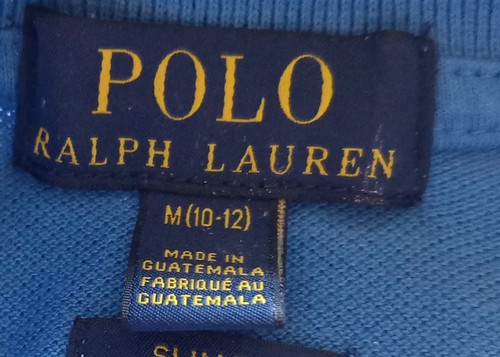 POLO
RALPH LAUREN
M (10-12)
MADE IN
GUATEMALA
FABRIQUÉ AU
GUATEMALA